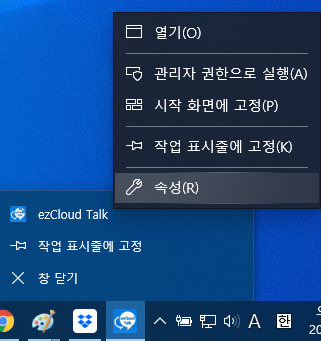 열기(O)
관리자 권한으로 실행(A)
시작 화면에 고정(P)
작업 표시줄에 고정(K)
속성(R)
ezCloud Talk
작업 표시줄에 고정
창 닫기
A 한
20